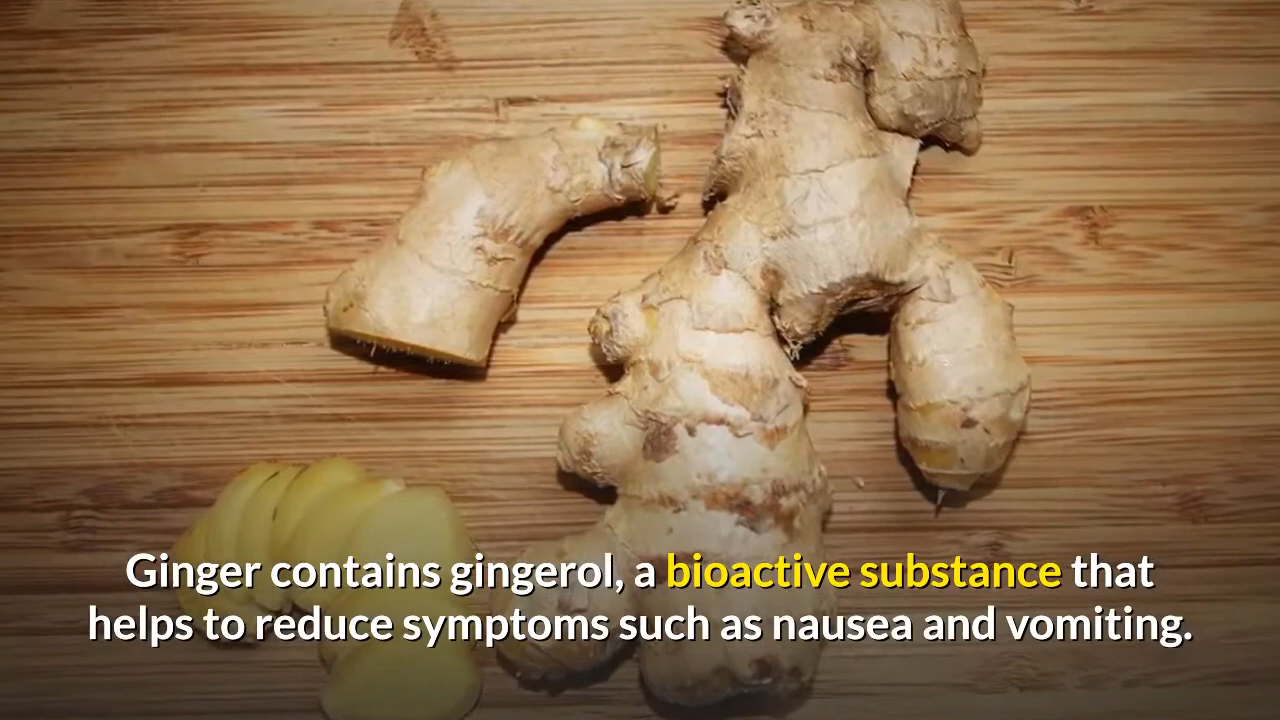 Ginger contains gingerol, a bioactive substance that
helps to reduce symptoms such as nausea and vomiting.